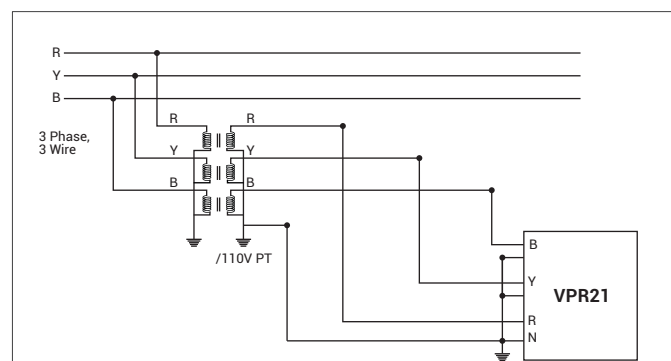 R
Y
B
3 Phase,
3 Wire
R R
Y Y
B B
/110V PT
B
Y
VPR21
R
N